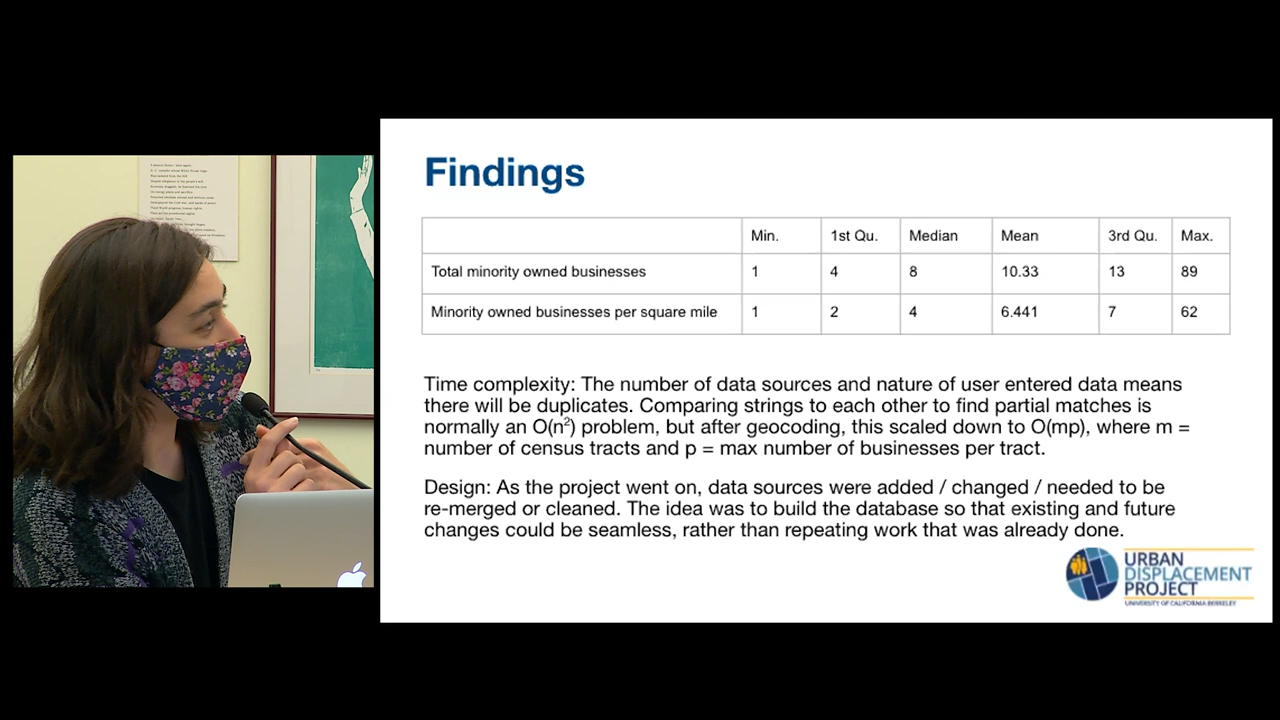 Findings
Min. 1st Qu. Median Mean 3rd Qu. Max.
Total minority owned businesses 1 4 8 10.33 13 89
Minority owned businesses per square mile 1 2 4 6.441 7 62
Time complexity: The number of data sources and nature of user entered data means
there will be duplicates. Comparing strings to each other to find partial matches is
normally an O(n²) problem, but after geocoding, this scaled down to O(mp), where m =
number of census tracts and p = max number of businesses per tract.
Design: As the project went on, data sources were added / changed / needed to be
re-merged or cleaned. The idea was to build the database so that existing and future
changes could be seamless, rather than repeating work that was already done.
URBAN
DISPLACEMENT
PROJECT
UNIVERSITY OF CALIFORNIA BERKELEY